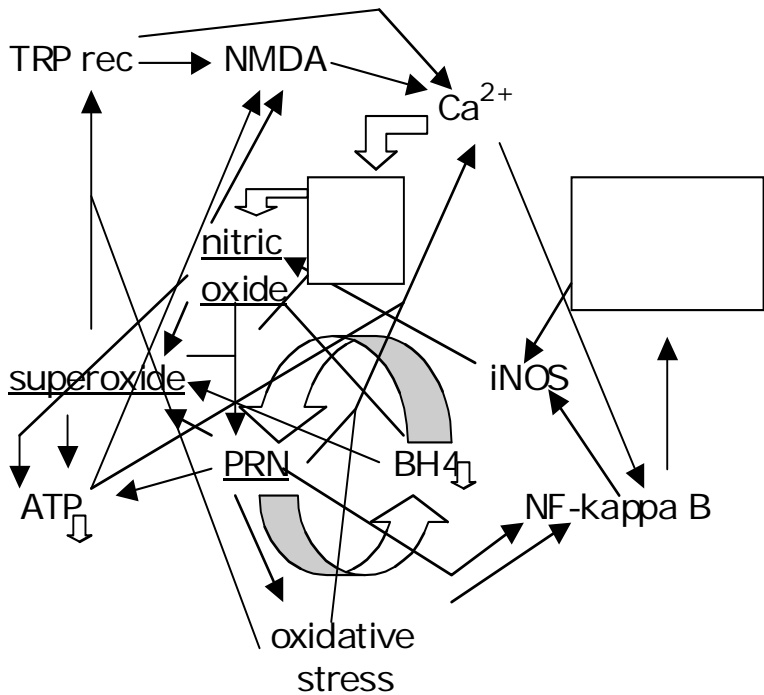 TRP rec NMDA
Ca²⁺
nitric
oxide
superoxide
iNOS
PRN BH4
ATP NF-kappa B
oxidative
stress